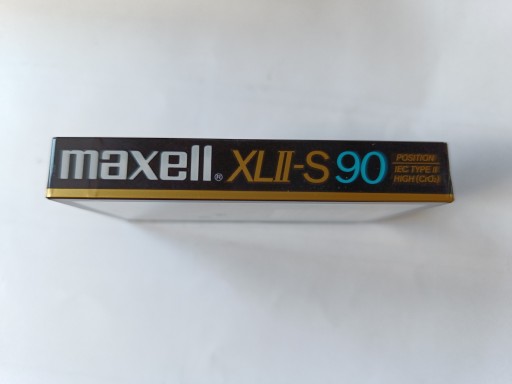 maxell® XLII-S 90
POSITION
IEC TYPE II
HIGH (CrO₂)